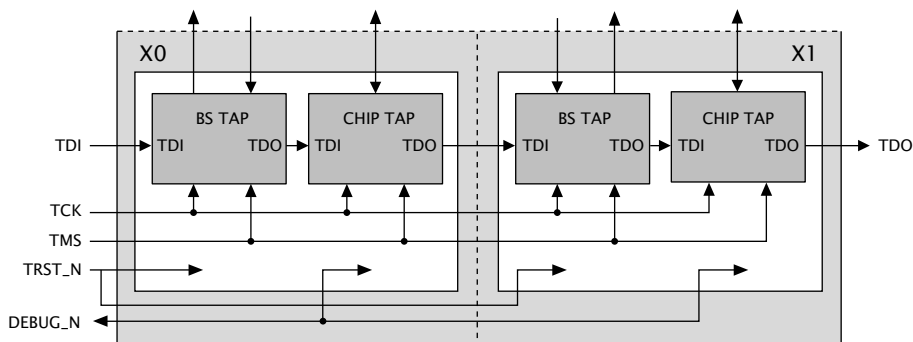 X0 X1
BS TAP CHIP TAP BS TAP CHIP TAP
TDI TDI TDO TDI TDO TDI TDO TDI TDO TDO
TCK
TMS
TRST_N
DEBUG_N